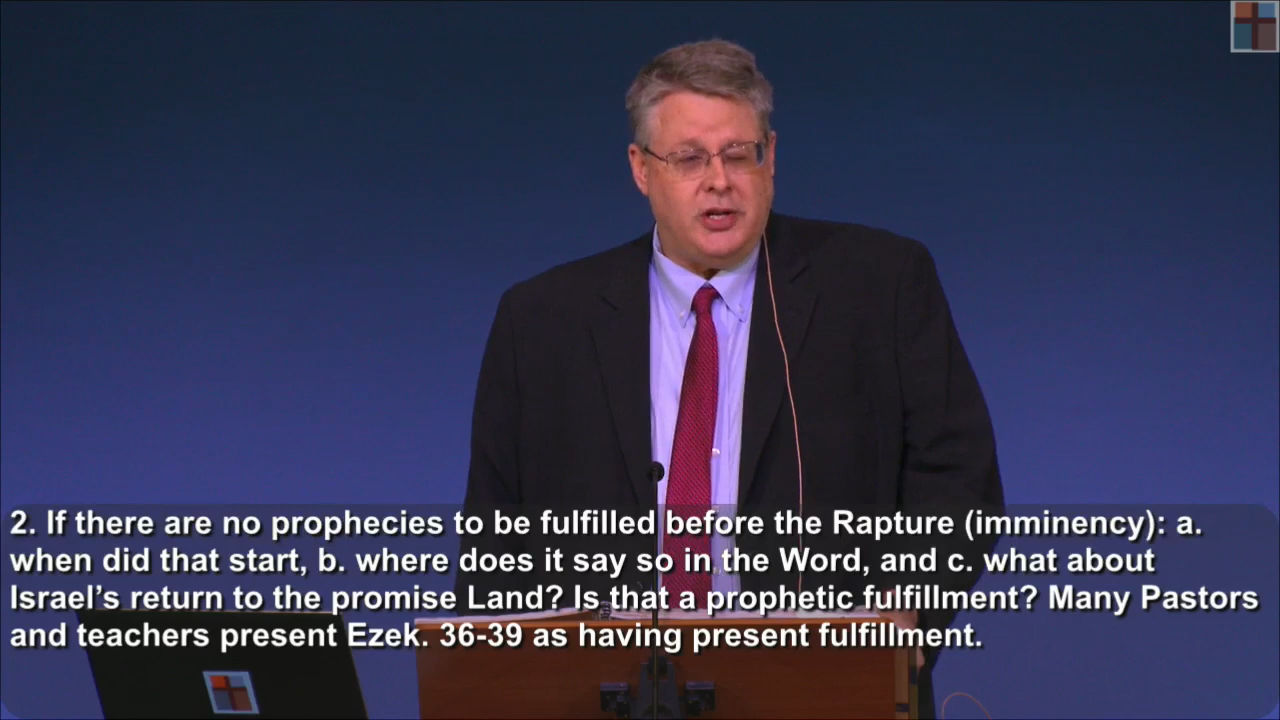 2. If there are no prophecies to be fulfilled before the Rapture (imminency): a.
when did that start, b. where does it say so in the Word, and c. what about
Israel’s return to the promise Land? Is that a prophetic fulfillment? Many Pastors
and teachers present Ezek. 36-39 as having present fulfillment.